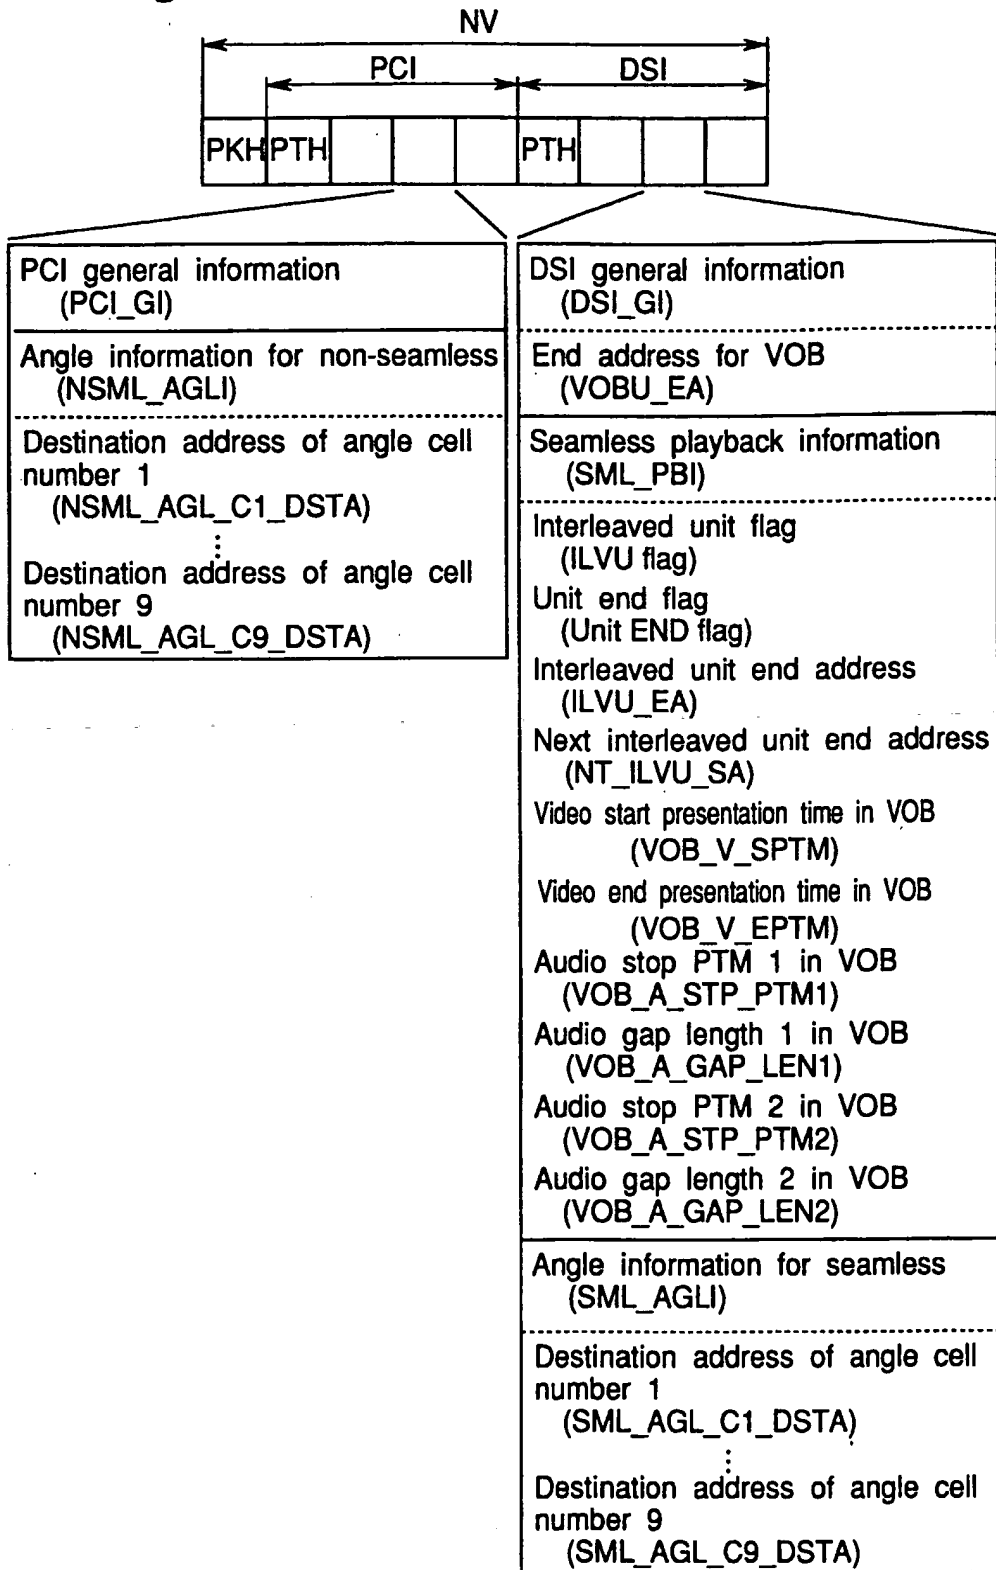 NV
PCI
DSI
PKH PTH
PTH
PCI general information
(PCI_GI)
Angle information for non-seamless
(NSML_AGLI)
Destination address of angle cell
number 1
(NSML_AGL_C1_DSTA)
⋮
Destination address of angle cell
number 9
(NSML_AGL_C9_DSTA)
DSI general information
(DSI_GI)
End address for VOB
(VOBU_EA)
Seamless playback information
(SML_PBI)
Interleaved unit flag
(ILVU flag)
Unit end flag
(Unit END flag)
Interleaved unit end address
(ILVU_EA)
Next interleaved unit end address
(NT_ILVU_SA)
Video start presentation time in VOB
(VOB_V_SPTM)
Video end presentation time in VOB
(VOB_V_EPTM)
Audio stop PTM 1 in VOB
(VOB_A_STP_PTM1)
Audio gap length 1 in VOB
(VOB_A_GAP_LEN1)
Audio stop PTM 2 in VOB
(VOB_A_STP_PTM2)
Audio gap length 2 in VOB
(VOB_A_GAP_LEN2)
Angle information for seamless
(SML_AGLI)
Destination address of angle cell
number 1
(SML_AGL_C1_DSTA)
⋮
Destination address of angle cell
number 9
(SML_AGL_C9_DSTA)